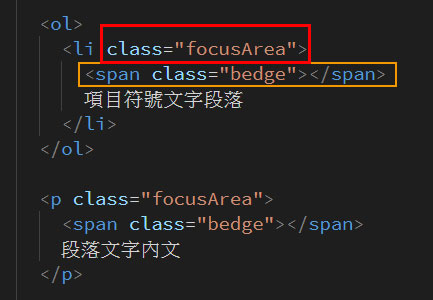 <ol>
<li class="focusArea">
<span class="bedge"></span>
項目符號文字段落
</li>
</ol>
<p class="focusArea">
<span class="bedge"></span>
段落文字內文
</p>